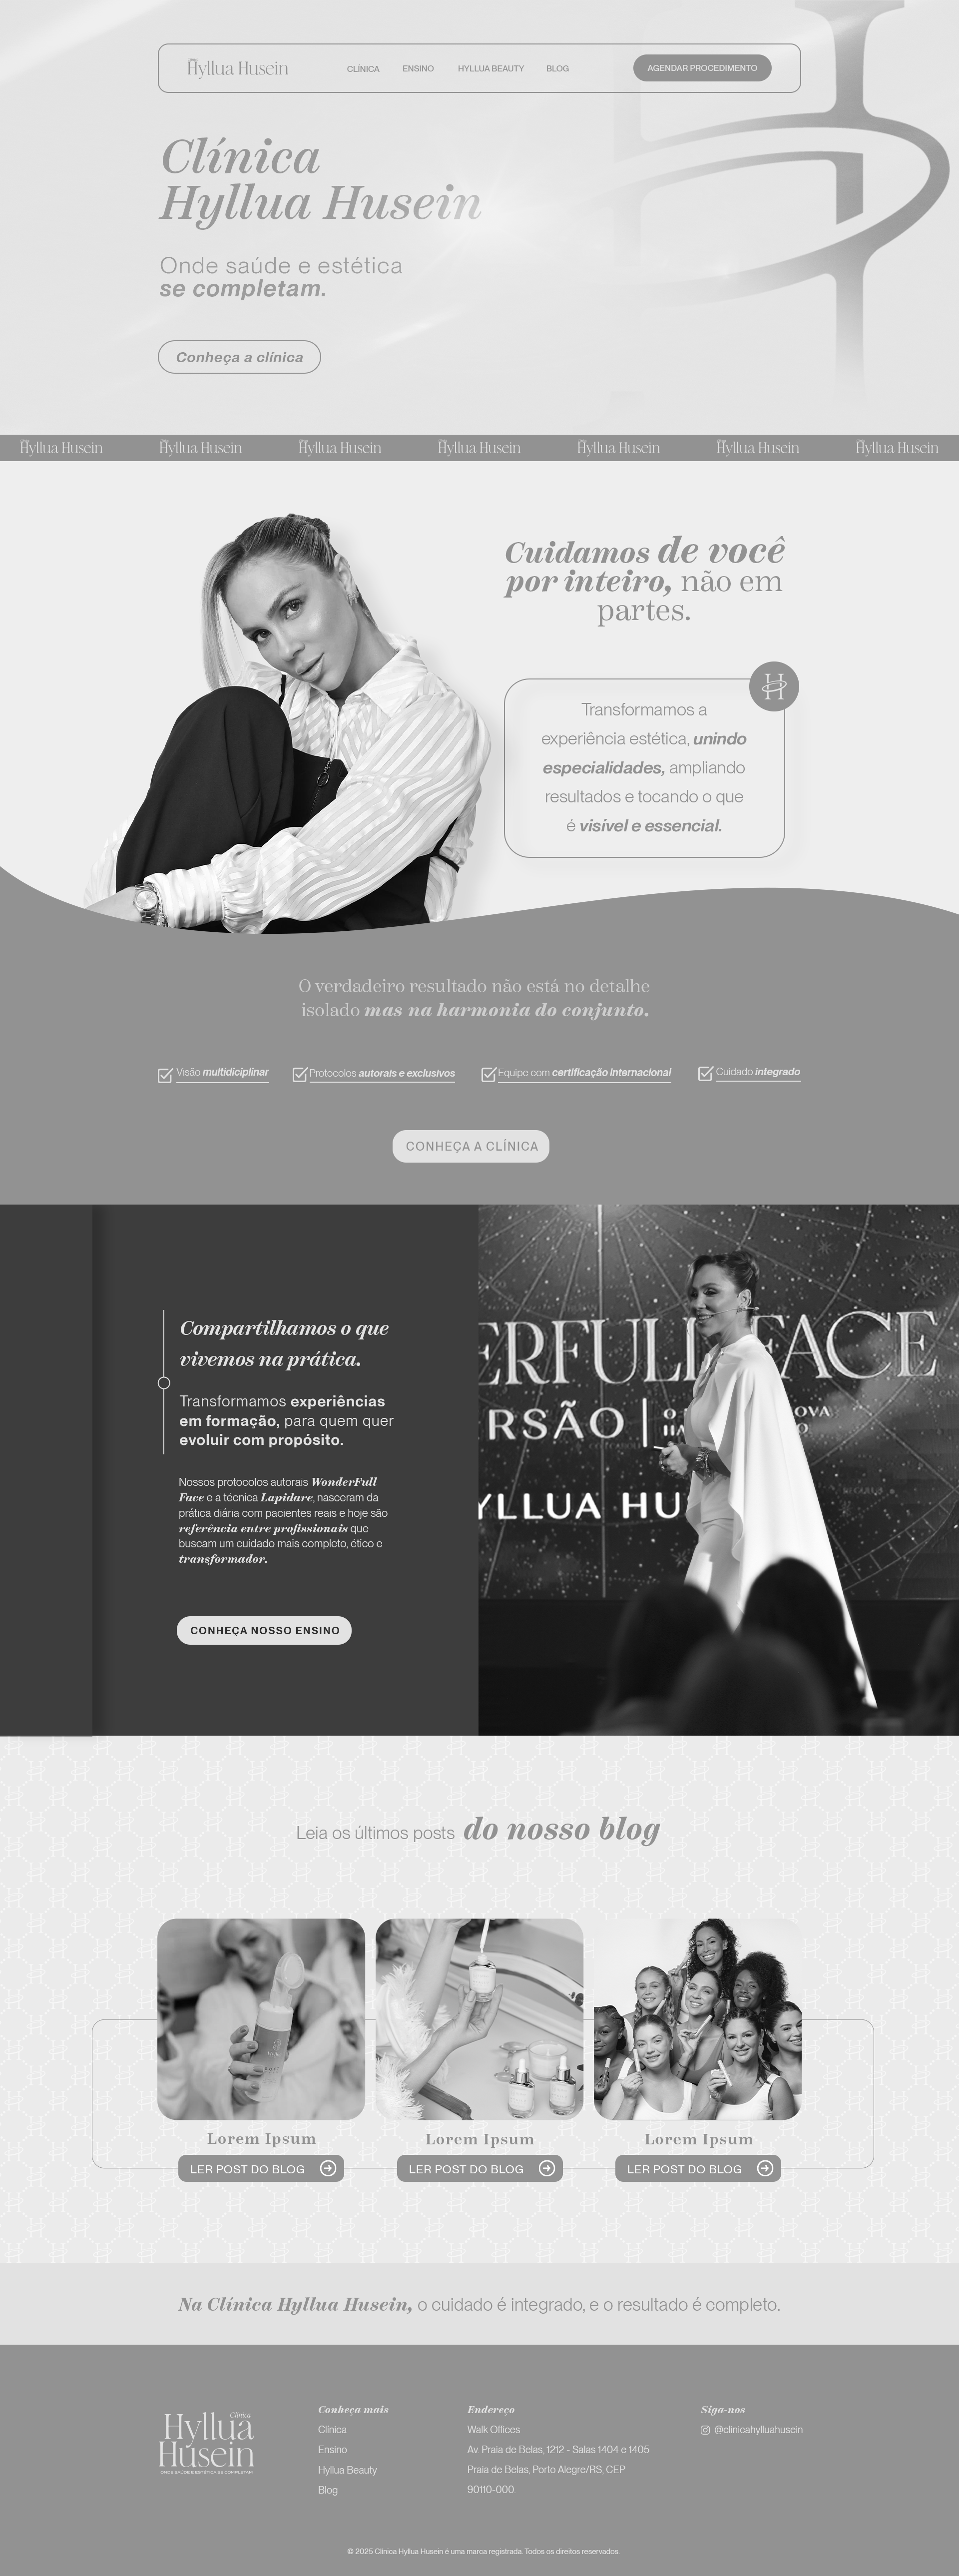 Clínica
Hyllua Husein
CLÍNICA
ENSINO
HYLLUA BEAUTY
BLOG
AGENDAR PROCEDIMENTO
Clínica
Hyllua Husein
Onde saúde e estética
se completam.
Conheça a clínica
Hyllua Husein Hyllua Husein Hyllua Husein Hyllua Husein Hyllua Husein Hyllua Husein Hyllua Husein
Cuidamos de você
por inteiro, não em
partes.
Transformamos a
experiência estética, unindo
especialidades, ampliando
resultados e tocando o que
é visível e essencial.
O verdadeiro resultado não está no detalhe
isolado mas na harmonia do conjunto.
Visão multidiciplinar
Protocolos autorais e exclusivos
Equipe com certificação internacional
Cuidado integrado
CONHEÇA A CLÍNICA
Compartilhamos o que
vivemos na prática.
Transformamos experiências
em formação, para quem quer
evoluir com propósito.
Nossos protocolos autorais WonderFull
Face e a técnica Lapidare, nasceram da
prática diária com pacientes reais e hoje são
referência entre profissionais que
buscam um cuidado mais completo, ético e
transformador.
CONHEÇA NOSSO ENSINO
ERFULL FACE
ERSÃO
NOVA
YLLUA HU
Leia os últimos posts do nosso blog
Lorem Ipsum
LER POST DO BLOG
Lorem Ipsum
LER POST DO BLOG
Lorem Ipsum
LER POST DO BLOG
Na Clínica Hyllua Husein, o cuidado é integrado, e o resultado é completo.
Clínica
Hyllua
Husein
ONDE SAÚDE E ESTÉTICA SE COMPLETAM
Conheça mais
Clínica
Ensino
Hyllua Beauty
Blog
Endereço
Walk Offices
Av. Praia de Belas, 1212 - Salas 1404 e 1405
Praia de Belas, Porto Alegre/RS, CEP
90110-000
Siga-nos
@clinicahylluahusein
© 2025 Clínica Hyllua Husein é uma marca registrada. Todos os direitos reservados.